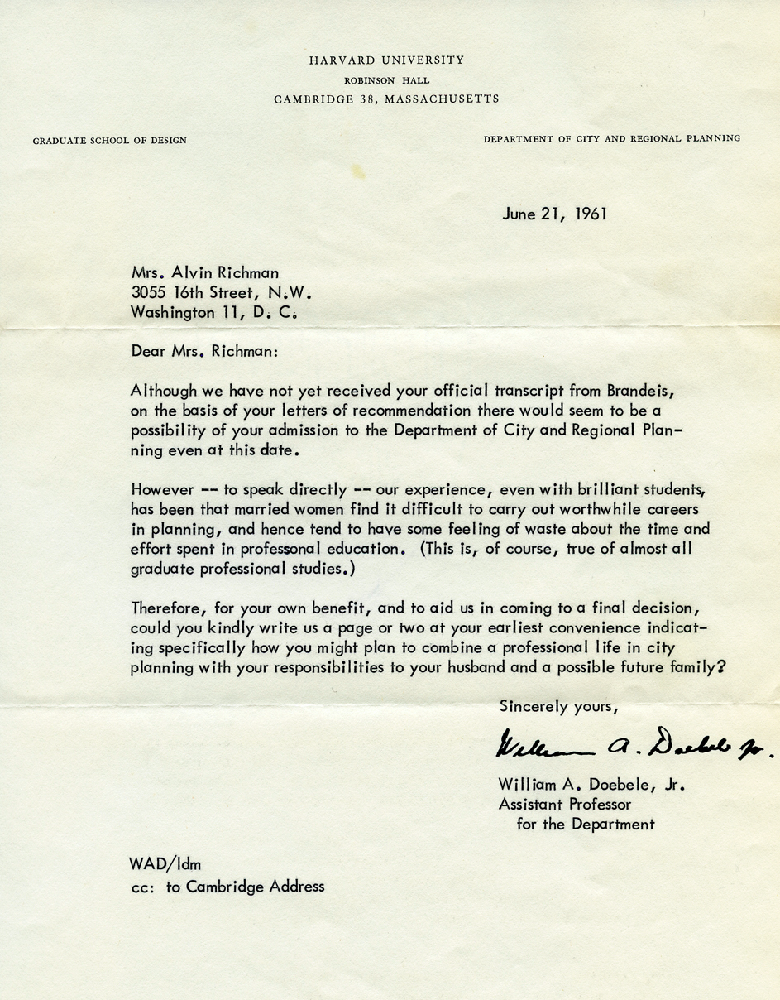 HARVARD UNIVERSITY
ROBINSON HALL
CAMBRIDGE 38, MASSACHUSETTS
GRADUATE SCHOOL OF DESIGN
DEPARTMENT OF CITY AND REGIONAL PLANNING
June 21, 1961
Mrs. Alvin Richman
3055 16th Street, N.W.
Washington 11, D. C.
Dear Mrs. Richman:
Although we have not yet received your official transcript from Brandeis,
on the basis of your letters of recommendation there would seem to be a
possibility of your admission to the Department of City and Regional Plan-
ning even at this date.
However -- to speak directly -- our experience, even with brilliant students,
has been that married women find it difficult to carry out worthwhile careers
in planning, and hence tend to have some feeling of waste about the time and
effort spent in professonal education. (This is, of course, true of almost all
graduate professional studies.)
Therefore, for your own benefit, and to aid us in coming to a final decision,
could you kindly write us a page or two at your earliest convenience indicat-
ing specifically how you might plan to combine a professional life in city
planning with your responsibilities to your husband and a possible future family?
Sincerely yours,
William A. Doebele Jr.
William A. Doebele, Jr.
Assistant Professor
for the Department
WAD/ldm
cc: to Cambridge Address